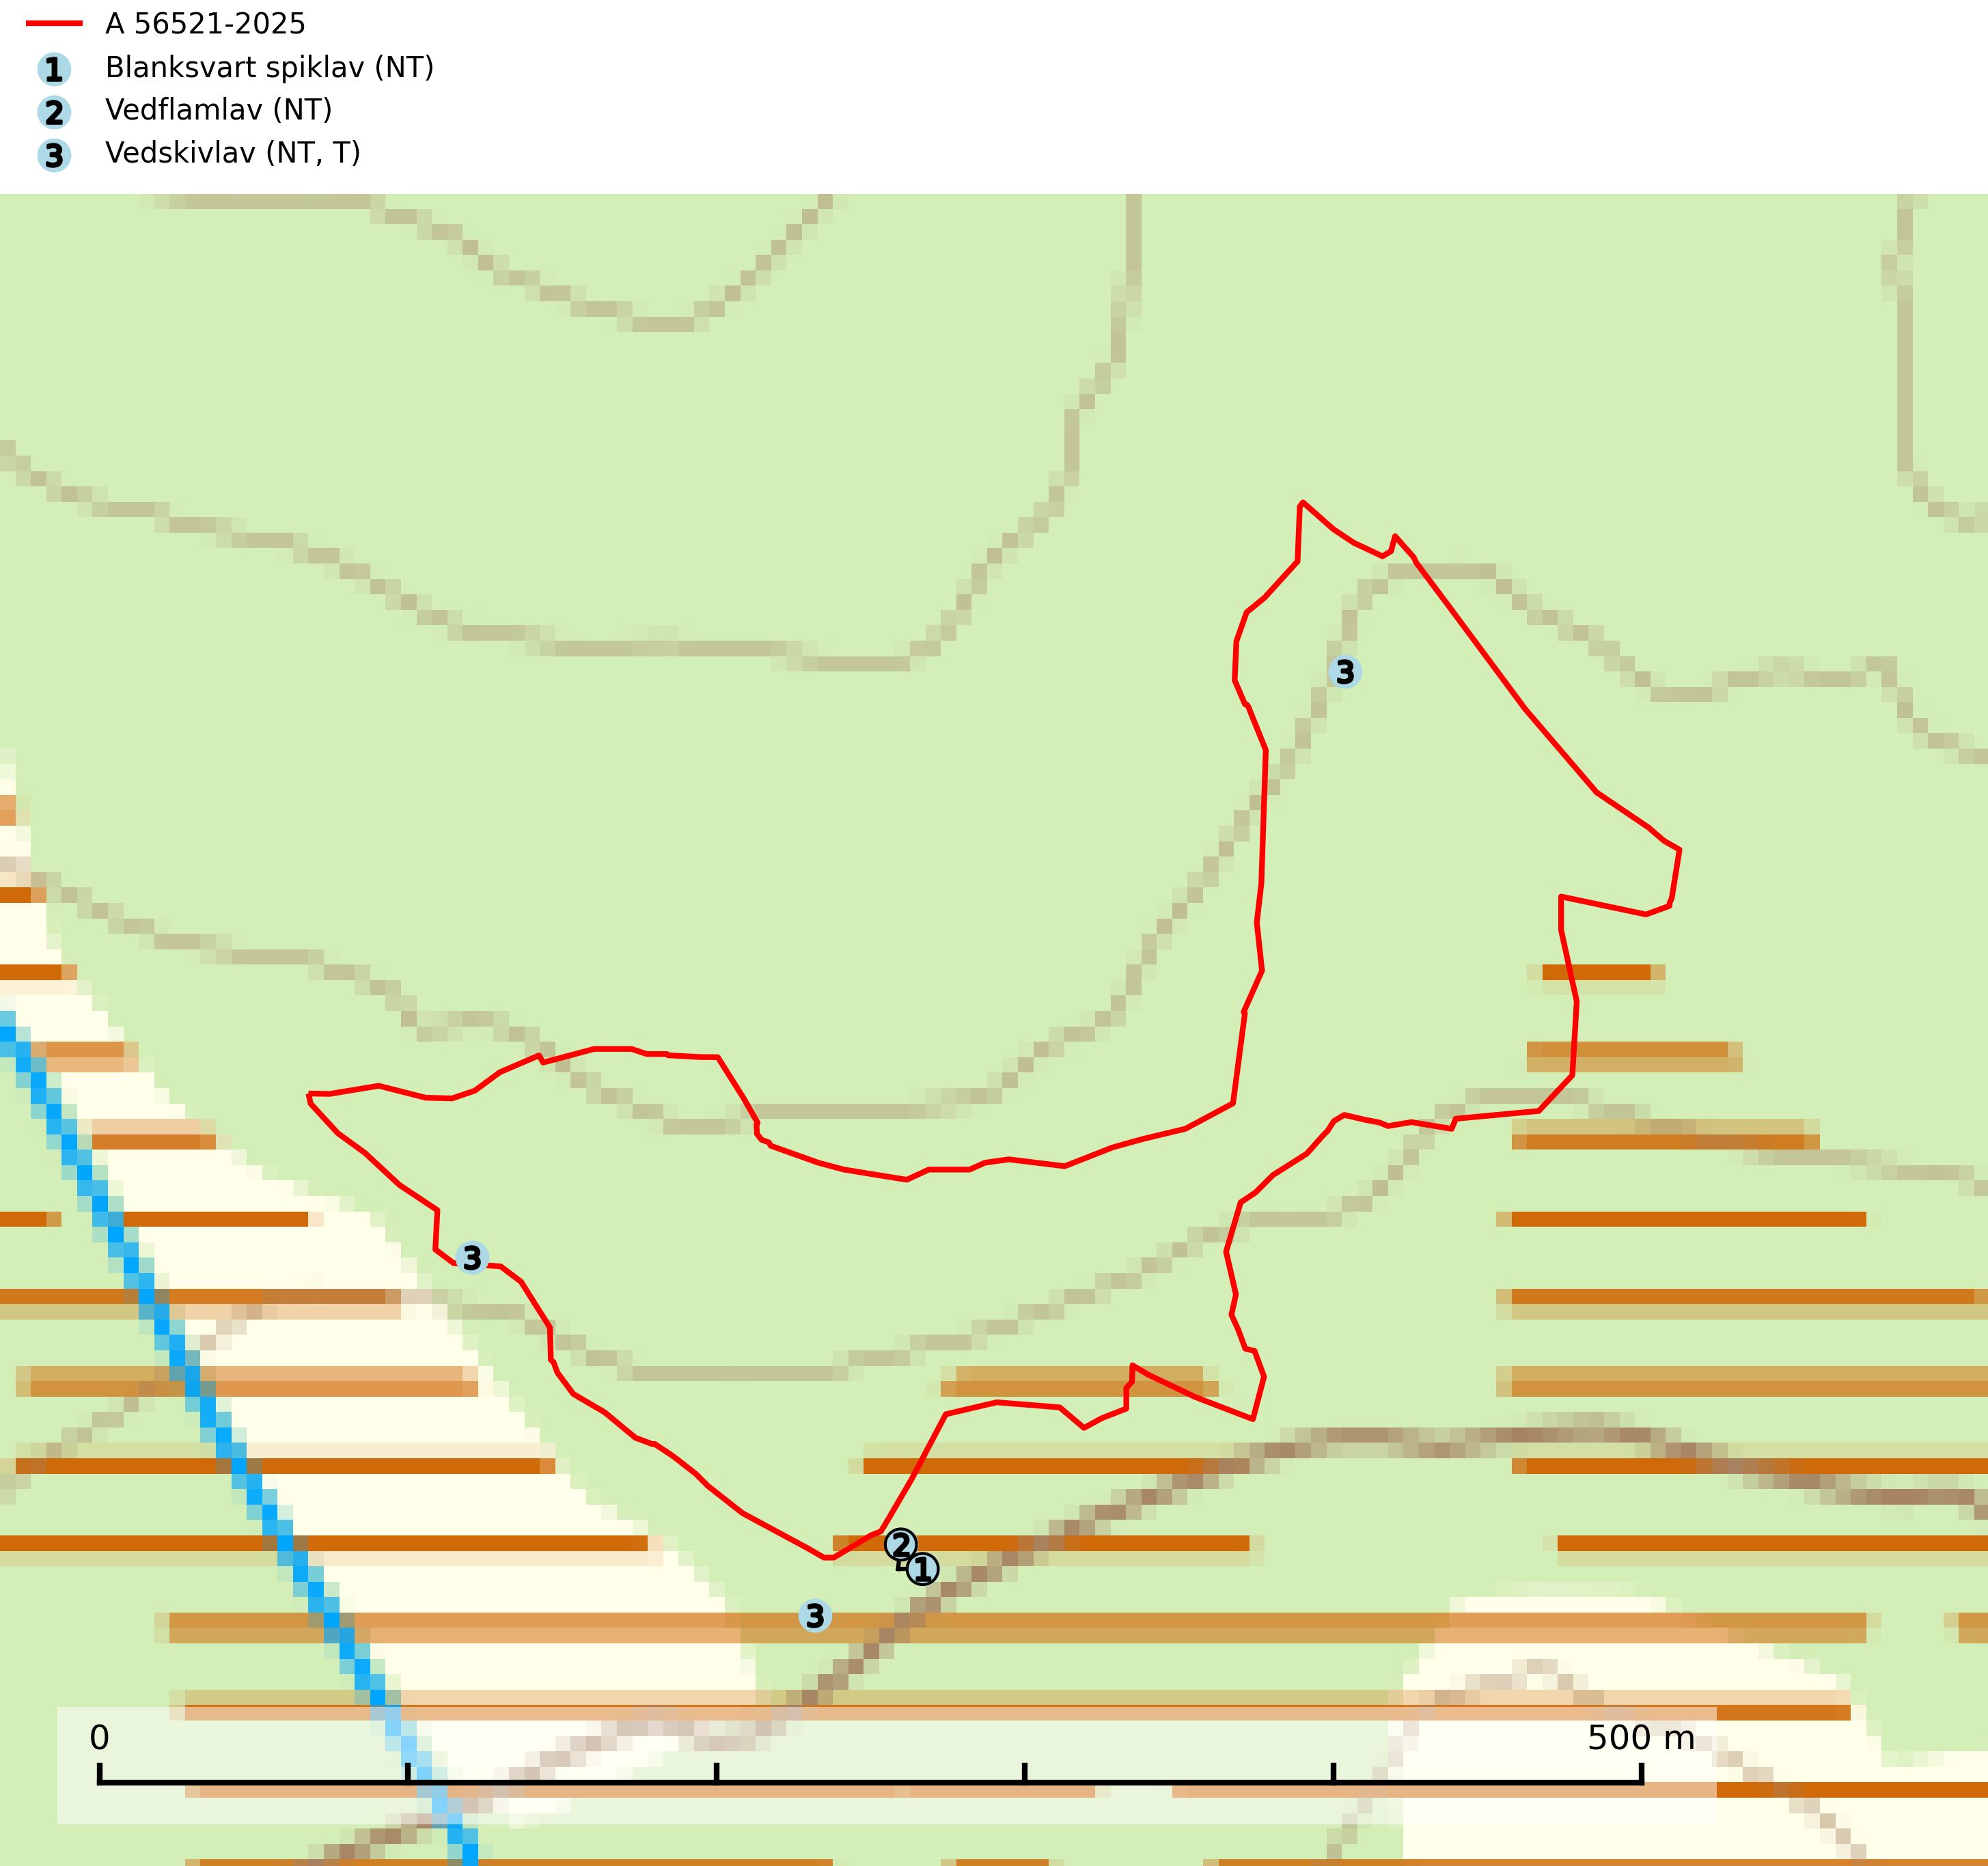 A 56521-2025
1 Blanksvart spiklav (NT)
2 Vedflamlav (NT)
3 Vedskivlav (NT, T)
3
3
2
1
3
0 500 m